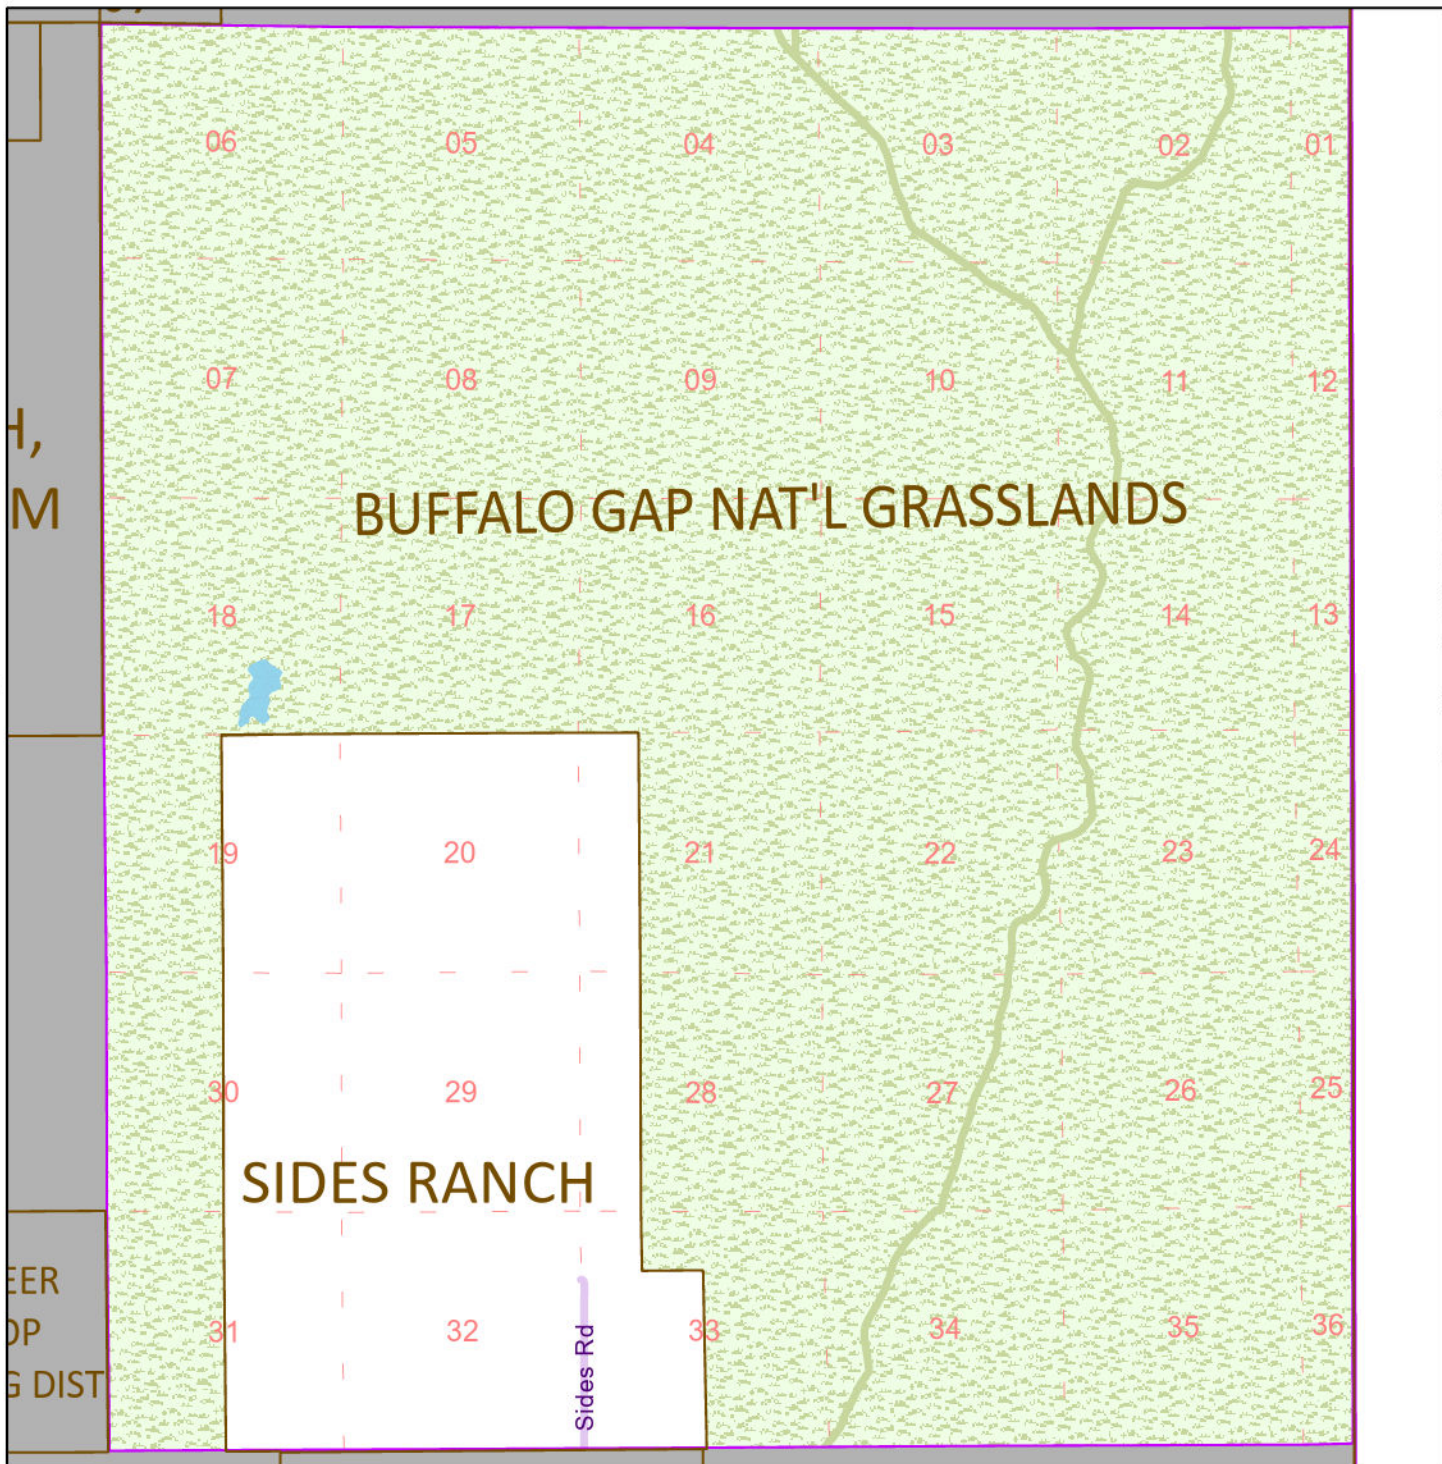 06 05 04 03 02 01
07 08 09 10 11 12
H,
M
BUFFALO GAP NAT'L GRASSLANDS
18 17 16 15 14 13
19 20 21 22 23 24
30 29 28 27 26 25
SIDES RANCH
EER
OP
G DIST
31 32 33 34 35 36
Sides Rd